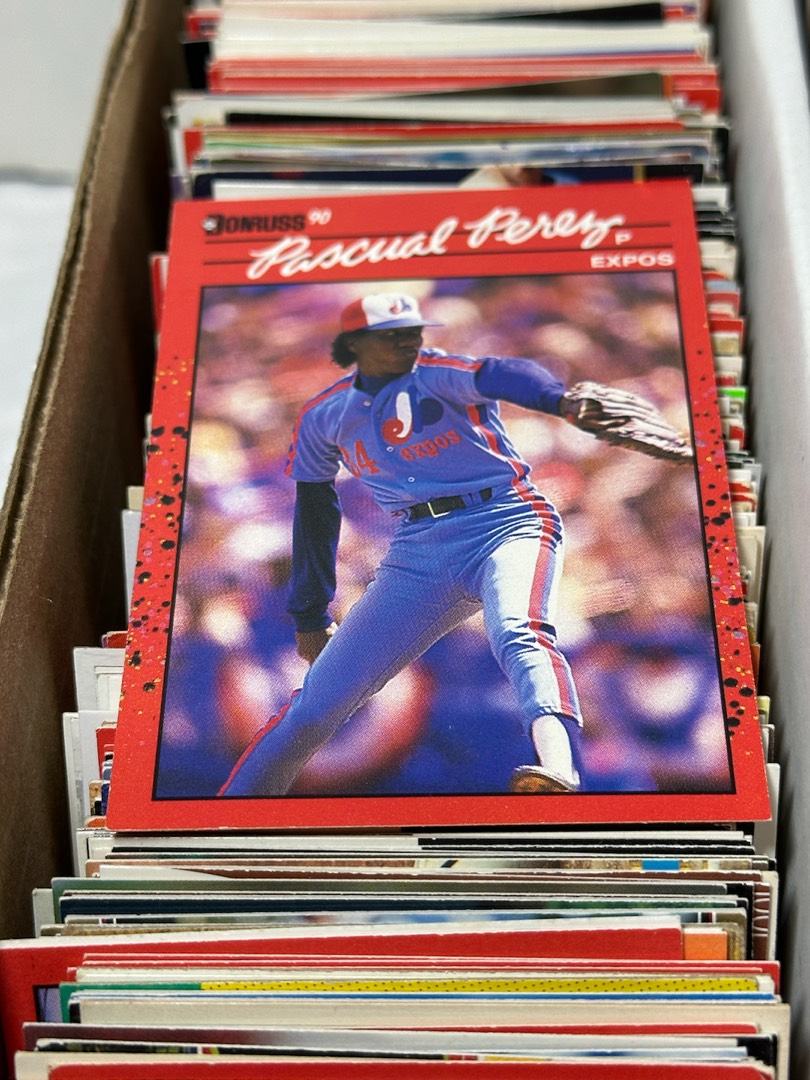 DONRUSS '90
Pascual Perez
P
EXPOS
34
expos